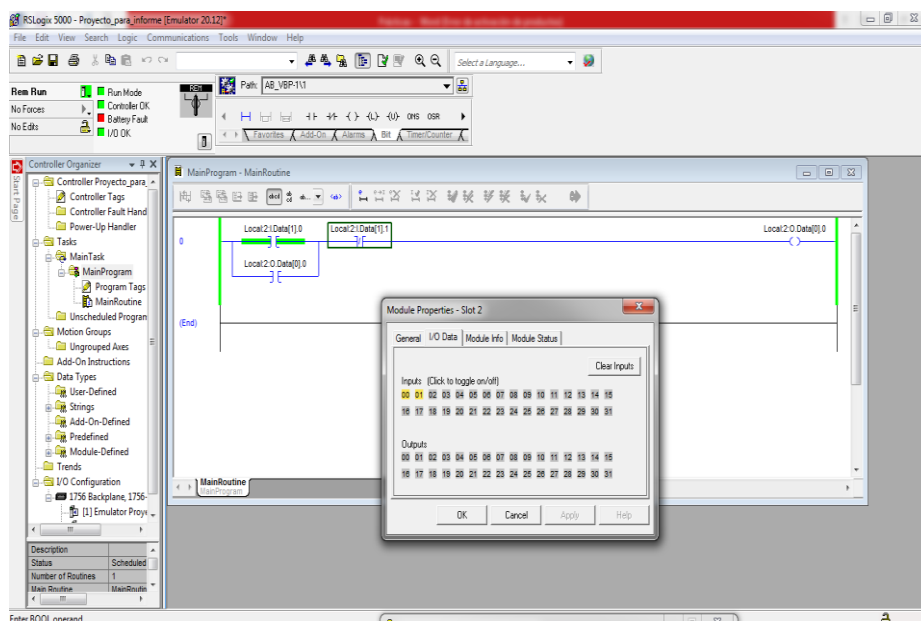 RSLogix 5000 - Proyecto_para_informe [Emulator 20.12]*
File Edit View Search Logic Communications Tools Window Help
Select a Language...
Rem Run
Run Mode
No Forces
Controller OK
Battery Fault
No Edits
I/O OK
REM
Path: AB_VBP-1\1
ONS OSR
Favorites Add-On Alarms Bit Timer/Counter
Start Page
Controller Organizer
Controller Proyecto_para_
Controller Tags
Controller Fault Hand
Power-Up Handler
Tasks
MainTask
MainProgram
Program Tags
MainRoutine
Unscheduled Progran
Motion Groups
Ungrouped Axes
Add-On Instructions
Data Types
User-Defined
Strings
Add-On-Defined
Predefined
Module-Defined
Trends
I/O Configuration
1756 Backplane, 1756-
[1] Emulator Proye
Description
Status Scheduled
Number of Routines 1
Main Routine MainRoutin
MainProgram - MainRoutine
0
Local:2:I.Data[1].0 Local:2:I.Data[1].1 Local:2:O.Data[0].0
Local:2:O.Data[0].0
(End)
MainRoutine
MainProgram
Module Properties - Slot 2
General I/O Data Module Info Module Status
Clear Inputs
Inputs (Click to toggle on/off)
00 01 02 03 04 05 06 07 08 09 10 11 12 13 14 15
16 17 18 19 20 21 22 23 24 25 26 27 28 29 30 31
Outputs
00 01 02 03 04 05 06 07 08 09 10 11 12 13 14 15
16 17 18 19 20 21 22 23 24 25 26 27 28 29 30 31
OK Cancel Apply Help
Enter BOOL operand